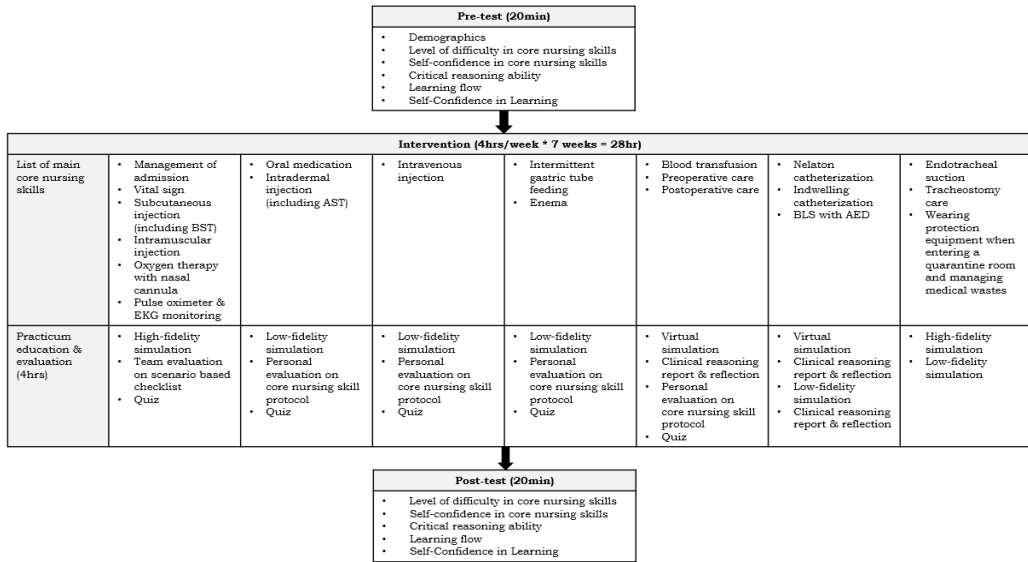 Pre-test (20min)
• Demographics
• Level of difficulty in core nursing skills
• Self-confidence in core nursing skills
• Critical reasoning ability
• Learning flow
• Self-Confidence in Learning
Intervention (4hrs/week * 7 weeks = 28hr)
List of main
core nursing
skills
• Management of
admission
• Vital sign
• Subcutaneous
injection
(including BST)
• Intramuscular
injection
• Oxygen therapy
with nasal
cannula
• Pulse oximeter &
EKG monitoring
• Oral medication
• Intradermal
injection
(including AST)
• Intravenous
injection
• Intermittent
gastric tube
feeding
• Enema
• Blood transfusion
• Preoperative care
• Postoperative care
• Nelaton
catheterization
• Indwelling
catheterization
• BLS with AED
• Endotracheal
suction
• Tracheostomy
care
• Wearing
protection
equipment when
entering a
quarantine room
and managing
medical wastes
Practicum
education &
evaluation
(4hrs)
• High-fidelity
simulation
• Team evaluation
on scenario based
checklist
• Quiz
• Low-fidelity
simulation
• Personal
evaluation on
core nursing skill
protocol
• Quiz
• Low-fidelity
simulation
• Personal
evaluation on
core nursing skill
protocol
• Quiz
• Low-fidelity
simulation
• Personal
evaluation on
core nursing skill
protocol
• Quiz
• Virtual
simulation
• Clinical reasoning
report & reflection
• Personal
evaluation on
core nursing skill
protocol
• Quiz
• Virtual
simulation
• Clinical reasoning
report & reflection
• Low-fidelity
simulation
• Clinical reasoning
report & reflection
• High-fidelity
simulation
• Low-fidelity
simulation
Post-test (20min)
• Level of difficulty in core nursing skills
• Self-confidence in core nursing skills
• Critical reasoning ability
• Learning flow
• Self-Confidence in Learning